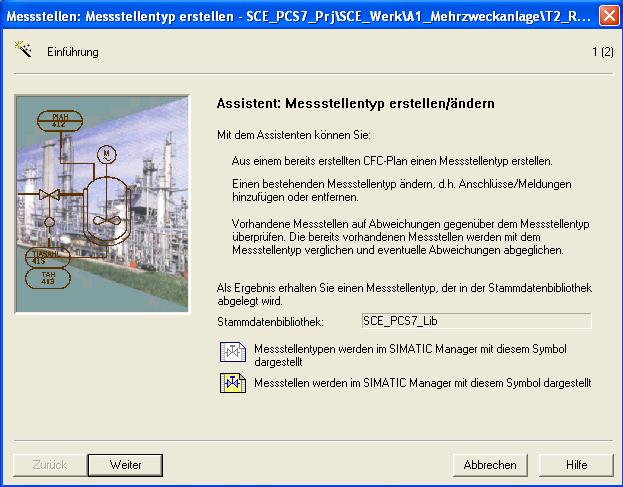 Messstellen: Messstellentyp erstellen - SCE_PCS7_Prj\SCE_Werk\A1_Mehrzweckanlage\T2_R...
Einführung
1 (2)
PIAH
412
M
TIASAHL
413
TAH
413
Assistent: Messstellentyp erstellen/ändern
Mit dem Assistenten können Sie:
Aus einem bereits erstellten CFC-Plan einen Messstellentyp erstellen.
Einen bestehenden Messstellentyp ändern, d.h. Anschlüsse/Meldungen
hinzufügen oder entfernen.
Vorhandene Messstellen auf Abweichungen gegenüber dem Messstellentyp
überprüfen. Die bereits vorhandenen Messstellen werden mit dem
Messstellentyp verglichen und eventuelle Abweichungen abgeglichen.
Als Ergebnis erhalten Sie einen Messstellentyp, der in der Stammdatenbibliothek
abgelegt wird.
Stammdatenbibliothek: SCE_PCS7_Lib
Messstellentypen werden im SIMATIC Manager mit diesem Symbol
dargestellt
Messstellen werden im SIMATIC Manager mit diesem Symbol dargestellt
Zurück
Weiter
Abbrechen
Hilfe